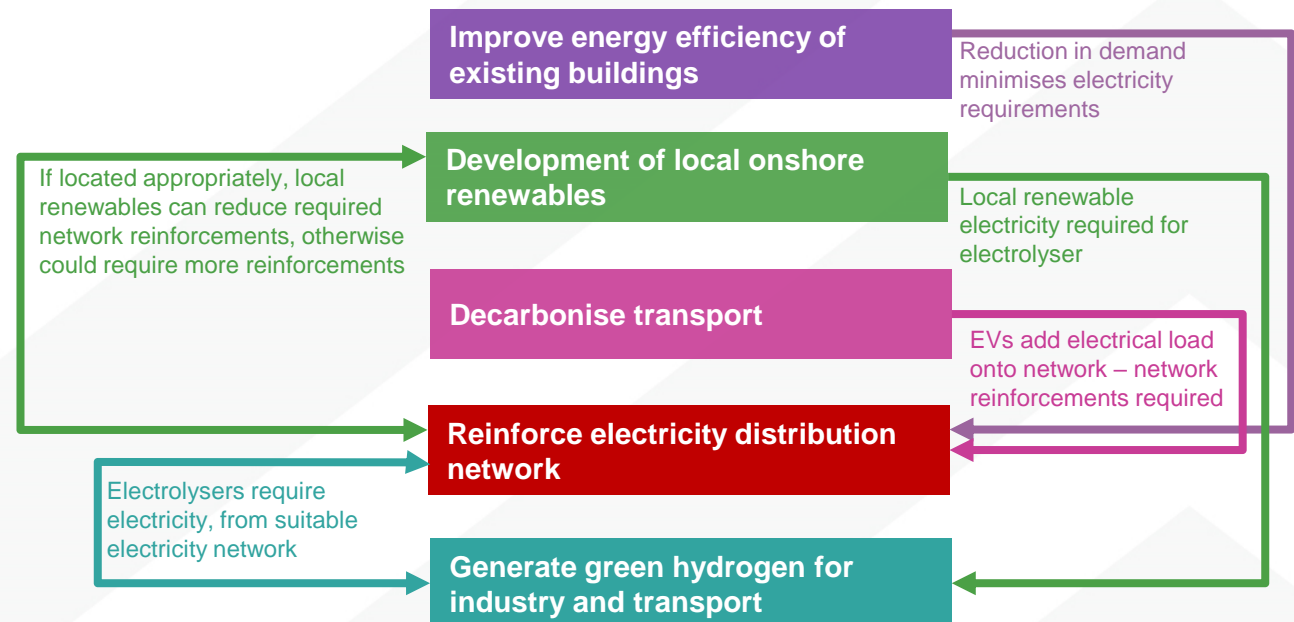 Improve energy efficiency of
existing buildings
Reduction in demand
minimises electricity
requirements
Development of local onshore
renewables
If located appropriately, local
renewables can reduce required
network reinforcements, otherwise
could require more reinforcements
Local renewable
electricity required for
electrolyser
Decarbonise transport
EVs add electrical load
onto network – network
reinforcements required
Reinforce electricity distribution
network
Electrolysers require
electricity, from suitable
electricity network
Generate green hydrogen for
industry and transport